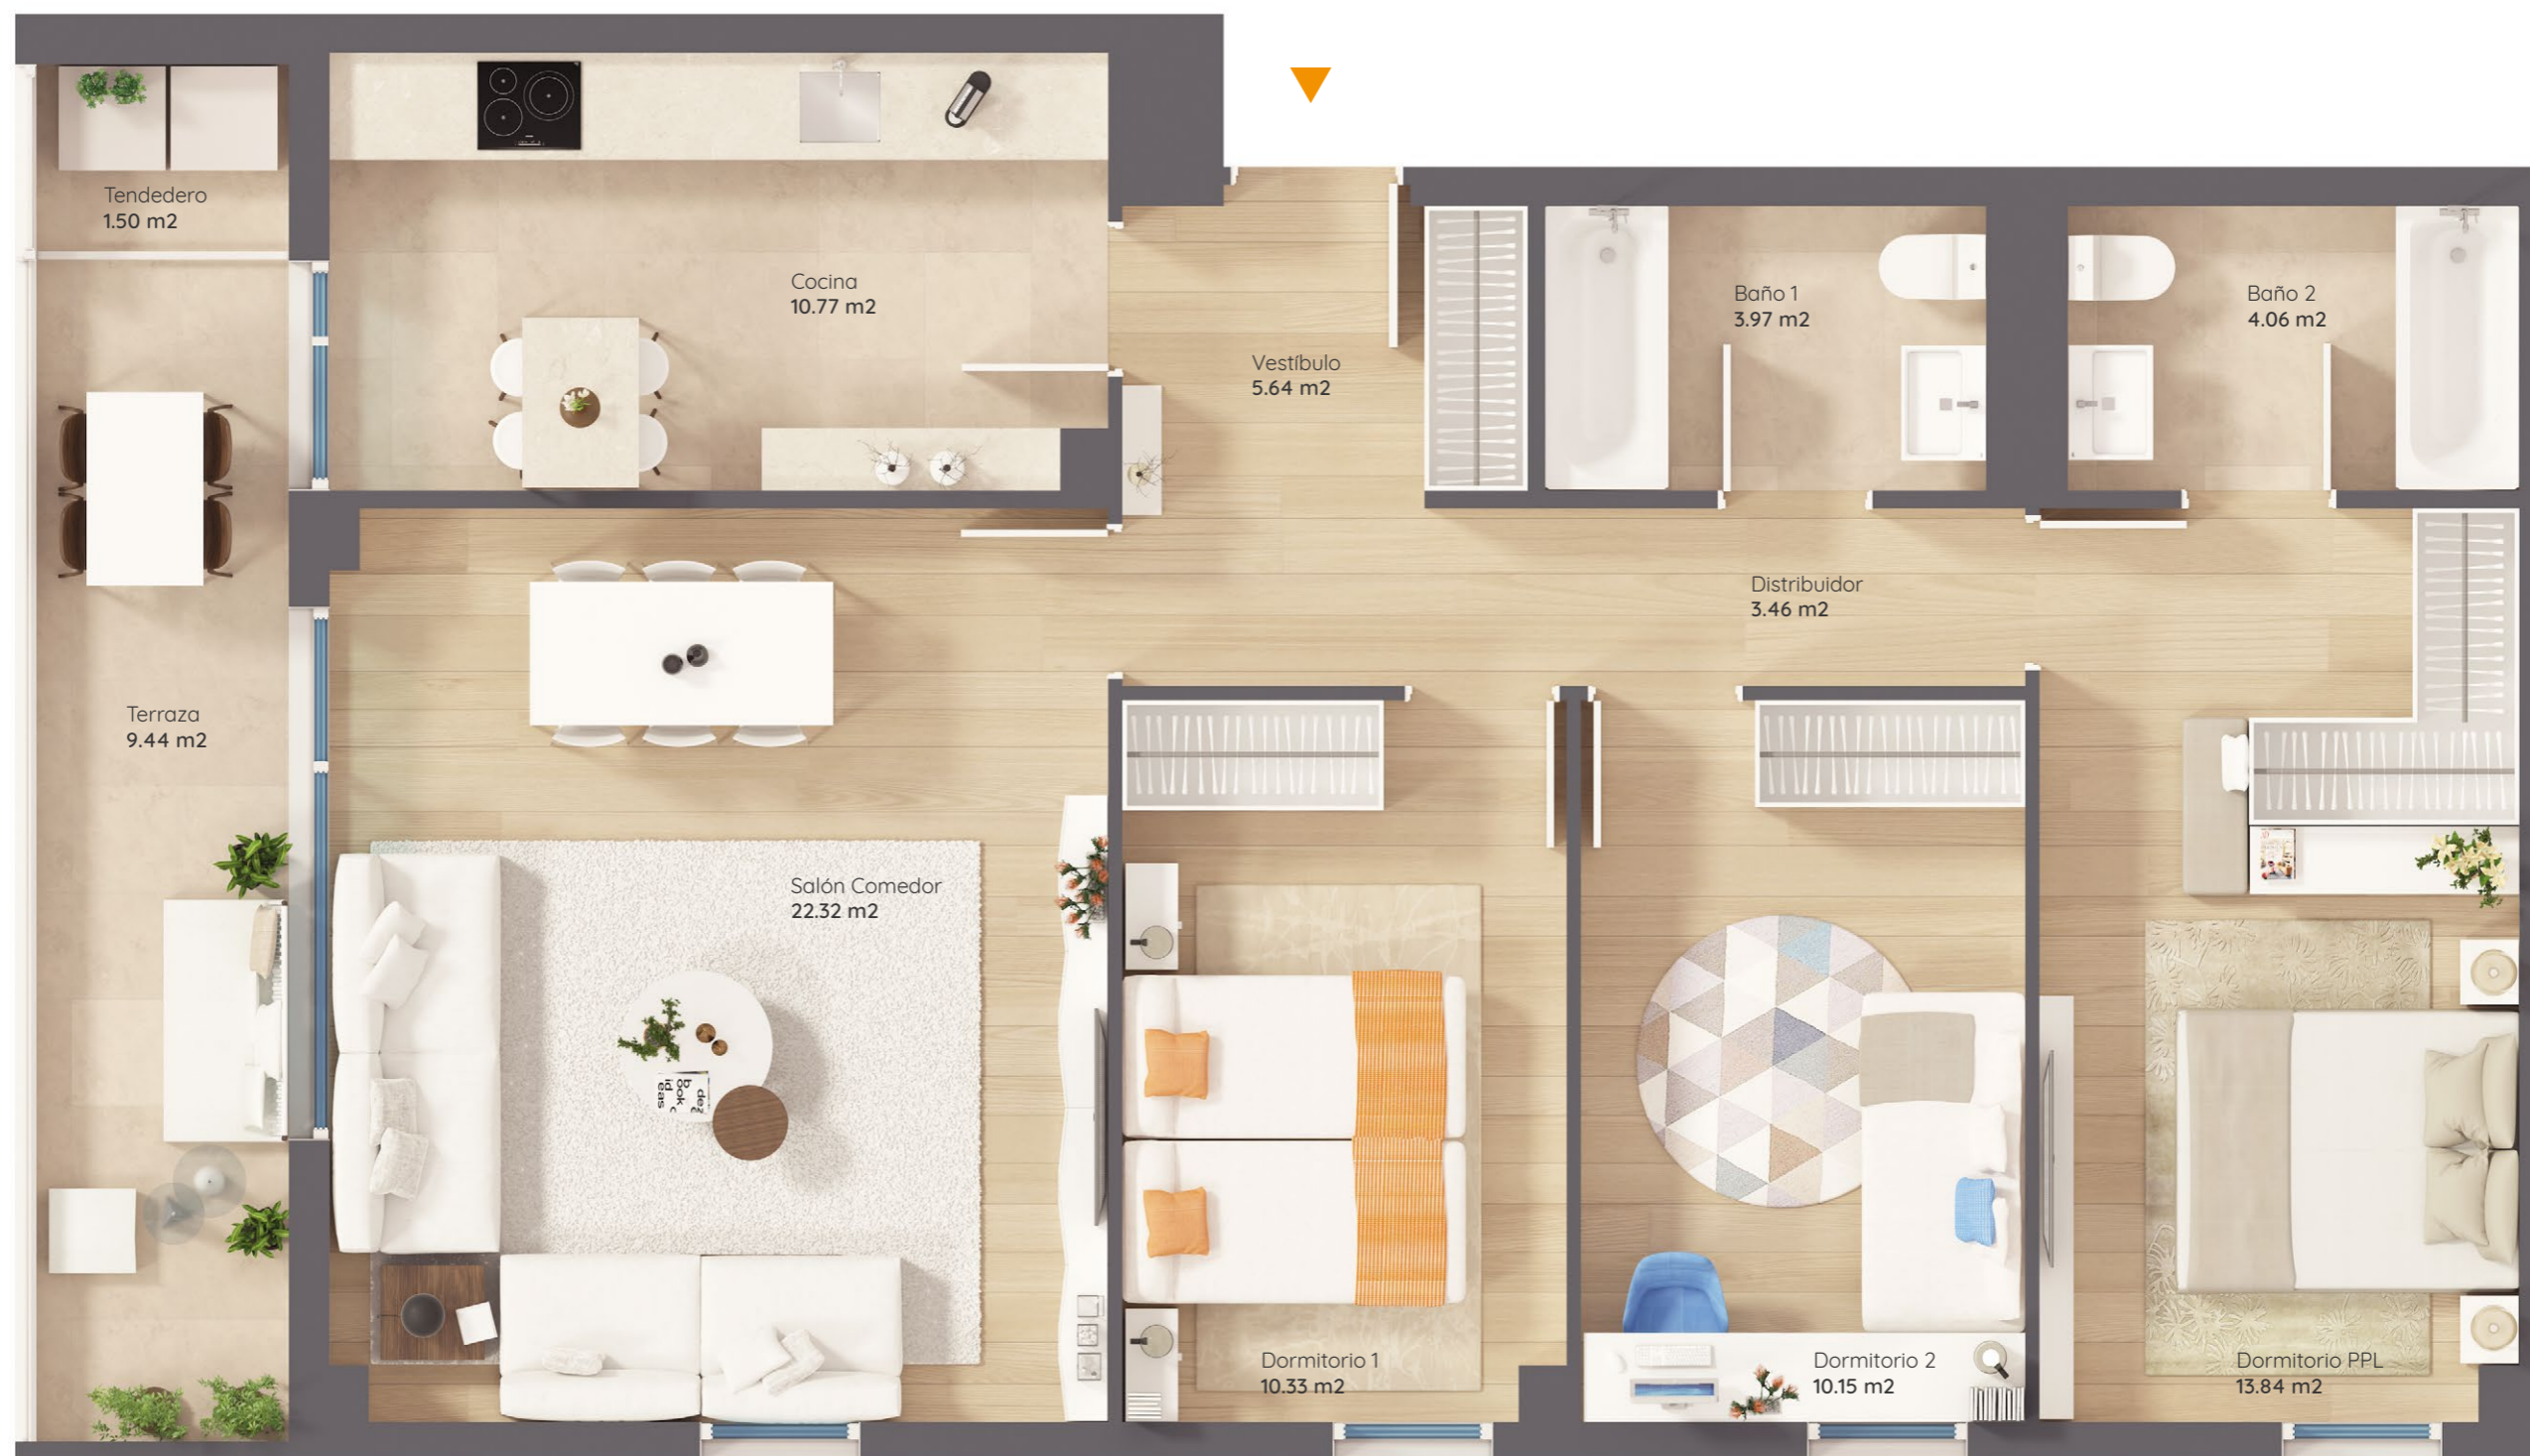 Tendedero
1.50 m2
Cocina
10.77 m2
Baño 1
3.97 m2
Baño 2
4.06 m2
Vestíbulo
5.64 m2
Distribuidor
3.46 m2
Terraza
9.44 m2
Salón Comedor
22.32 m2
Dormitorio 1
10.33 m2
Dormitorio 2
10.15 m2
Dormitorio PPL
13.84 m2